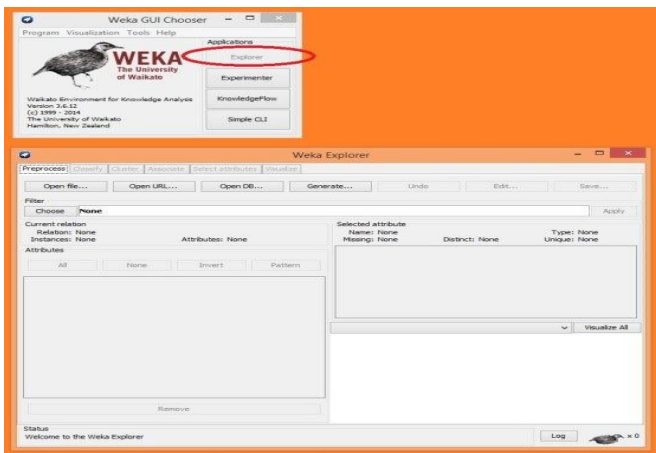 Weka GUI Chooser
Program Visualization Tools Help
WEKA
The University
of Waikato
Waikato Environment for Knowledge Analysis
Version 3.6.12
(c) 1999 - 2014
The University of Waikato
Hamilton, New Zealand
Applications
Explorer
Experimenter
KnowledgeFlow
Simple CLI
Weka Explorer
Preprocess Classify Cluster Associate Select attributes Visualize
Open file... Open URL... Open DB... Generate... Undo Edit... Save...
Filter
Choose None Apply
Current relation
Relation: None
Instances: None Attributes: None
Attributes
All None Invert Pattern
Remove
Selected attribute
Name: None Type: None
Missing: None Distinct: None Unique: None
Visualize All
Status
Welcome to the Weka Explorer
Log x 0